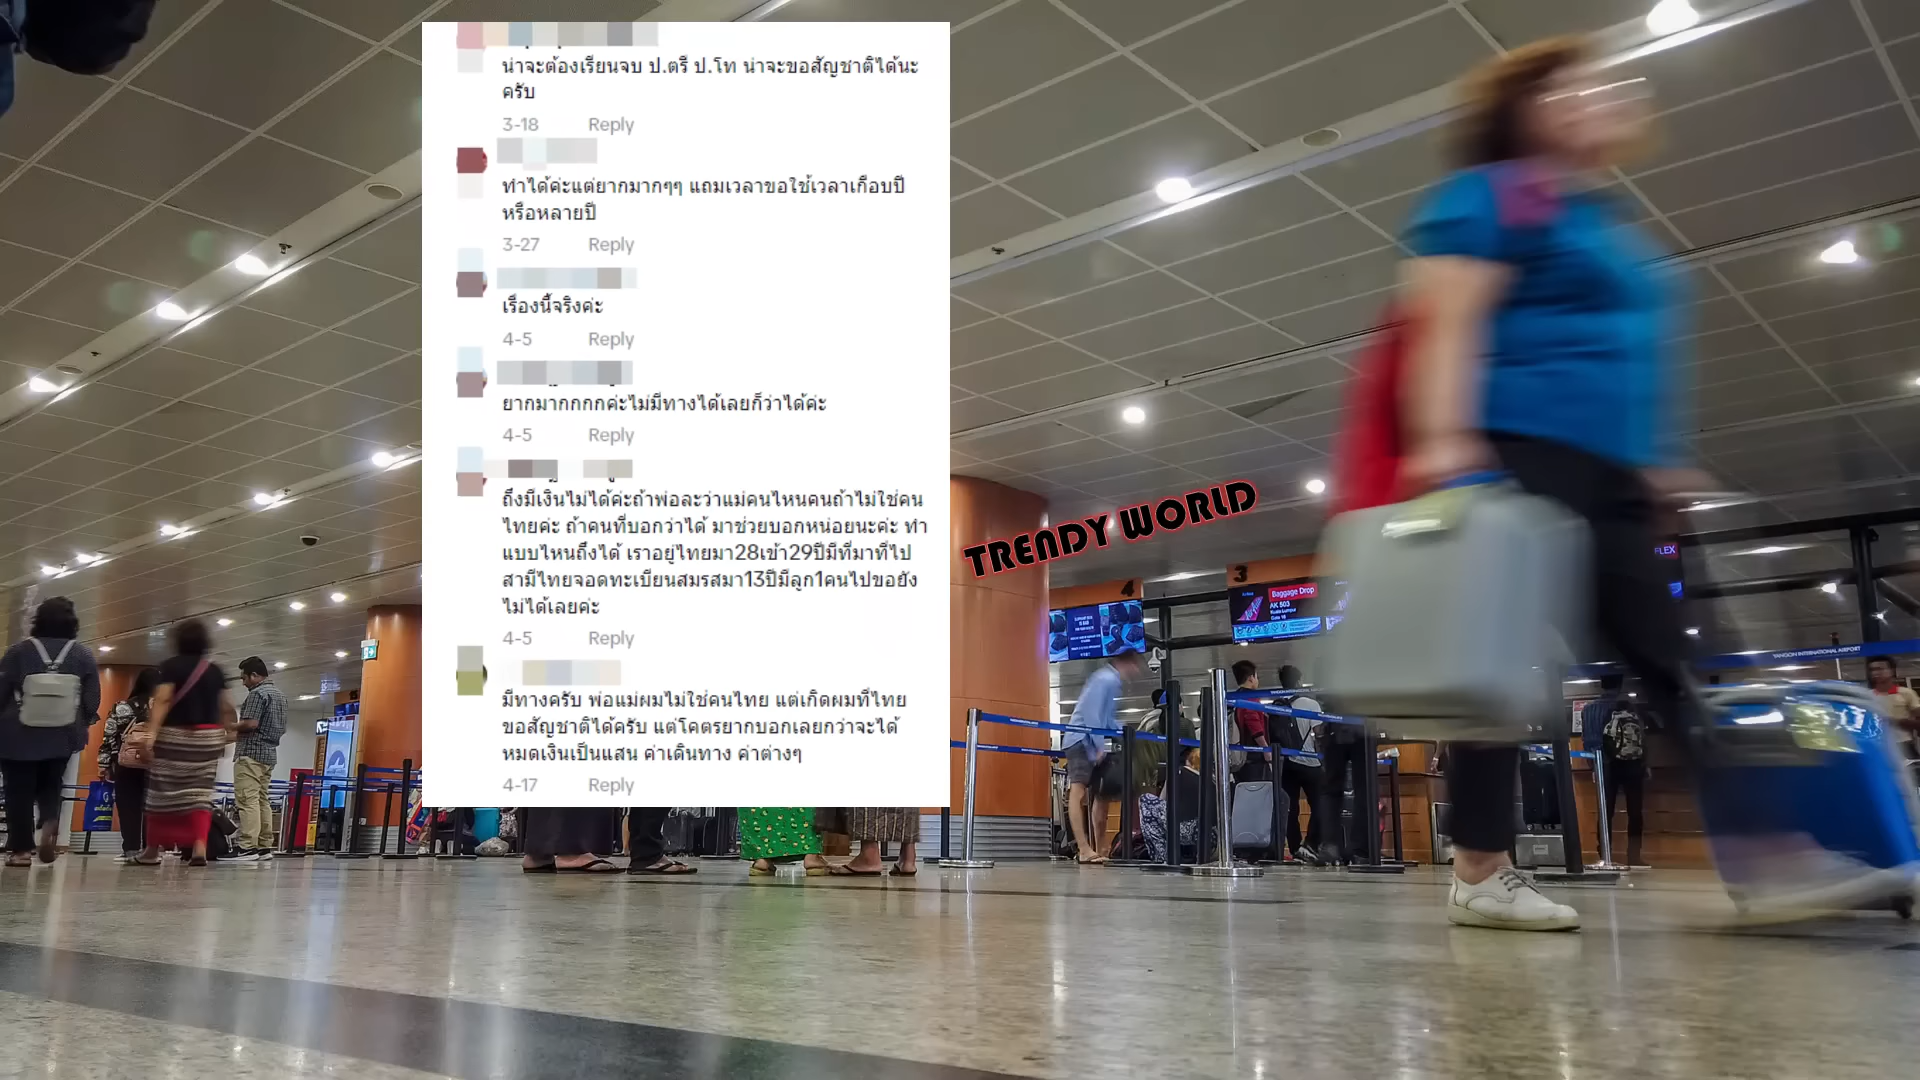 น่าจะต้องเรียนจบ ป.ตรี ป.โท น่าจะขอสัญชาติได้นะ
ครับ
3-18 Reply
ทำได้ค่ะแต่ยากมากๆๆ แถมเวลาขอใช้เวลาเกือบปี
หรือหลายปี
3-27 Reply
เรื่องนี้จริงค่ะ
4-5 Reply
ยากมากกกกค่ะไม่มีทางได้เลยก็ว่าได้ค่ะ
4-5 Reply
ถึงมีเงินไม่ได้ค่ะถ้าพ่อละว่าแม่คนไหนคนถ้าไม่ใช่คน
ไทยค่ะ ถ้าคนที่บอกว่าได้ มาช่วยบอกหน่อยนะค่ะ ทำ
แบบไหนถึงได้ เราอยู่ไทยมา28เข้า29ปีมีที่มาที่ไป
สามีไทยจอดทะเบียนสมรสมา13ปีมีลูก1คนไปขอยัง
ไม่ได้เลยค่ะ
4-5 Reply
มีทางครับ พ่อแม่ผมไม่ใช่คนไทย แต่เกิดผมที่ไทย
ขอสัญชาติได้ครับ แต่โคตรยากบอกเลยกว่าจะได้
หมดเงินเป็นแสน ค่าเดินทาง ค่าต่างๆ
4-17 Reply
TRENDY WORLD
4
3
Baggage Drop
AK 503
Kuala Lumpur
FLEX
YANGON INTERNATIONAL AIRPORT